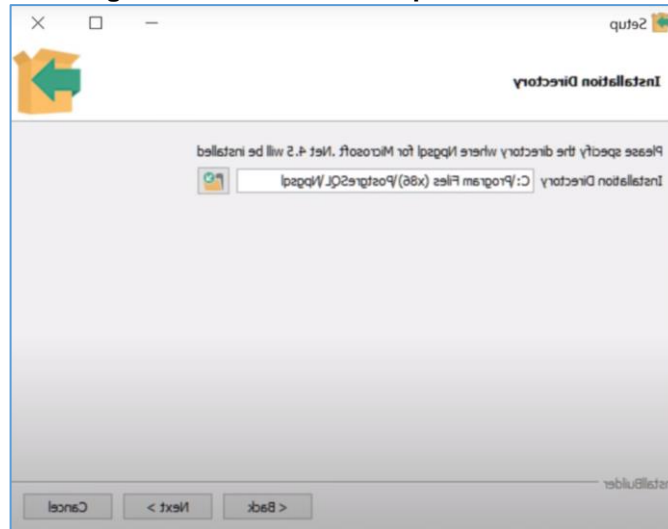 Setup
Installation Directory
Please specify the directory where Npgsql for Microsoft .Net 4.5 will be installed
Installation Directory C:\Program Files (x86)\PostgreSQL\Npgsql
stallBuilder
< Back Next > Cancel